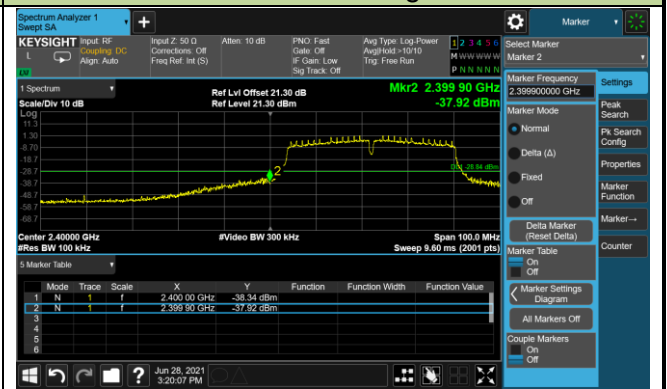 Spectrum Analyzer 1
Swept SA
+
Marker
KEYSIGHT
Input: RF
Coupling: DC
Align: Auto
Input Z: 50 Ω
Corrections: Off
Freq Ref: Int (S)
Atten: 10 dB
PNO: Fast
Gate: Off
IF Gain: Low
Sig Track: Off
Avg Type: Log-Power
Avg|Hold:>10/10
Trig: Free Run
1 2 3 4 5 6
M W W W W W
P N N N N N
L
LV
Select Marker
Marker 2
1 Spectrum
Scale/Div 10 dB
Log
Ref Lvl Offset 21.30 dB
Ref Level 21.30 dBm
Mkr2 2.399 90 GHz
-37.92 dBm
11.3
1.30
-8.70
-18.7
-28.7
-38.7
-48.7
-58.7
-68.7
2
Center 2.40000 GHz
#Res BW 100 kHz
#Video BW 300 kHz
Span 100.0 MHz
Sweep 9.60 ms (2001 pts)
5 Marker Table
Mode Trace Scale X Y Function Function Width Function Value
1 N 1 f 2.400 00 GHz -38.34 dBm
2 N 1 f 2.399 90 GHz -37.92 dBm
3
4
5
6
Marker Frequency
2.399900000 GHz
Marker Mode
Normal
Delta (Δ)
Fixed
Off
Delta Marker
(Reset Delta)
Marker Table
On
Off
Marker Settings
Diagram
All Markers Off
Couple Markers
On
Off
Settings
Peak
Search
Pk Search
Config
Properties
Marker
Function
Marker→
Counter
?
Jun 28, 2021
3:20:07 PM